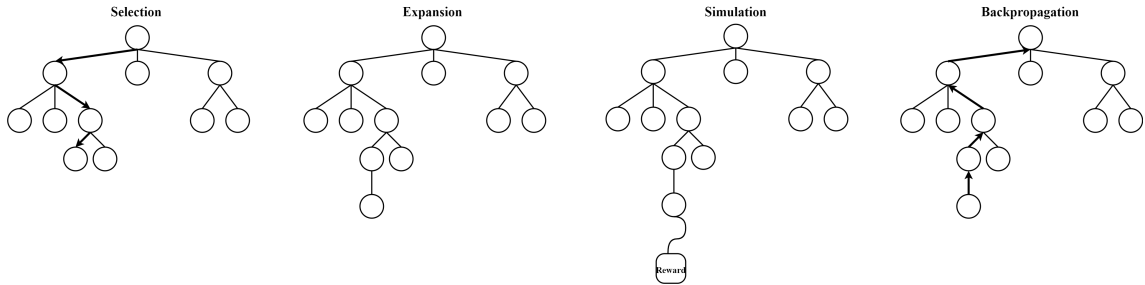 Selection
Expansion
Simulation
Backpropagation
Reward